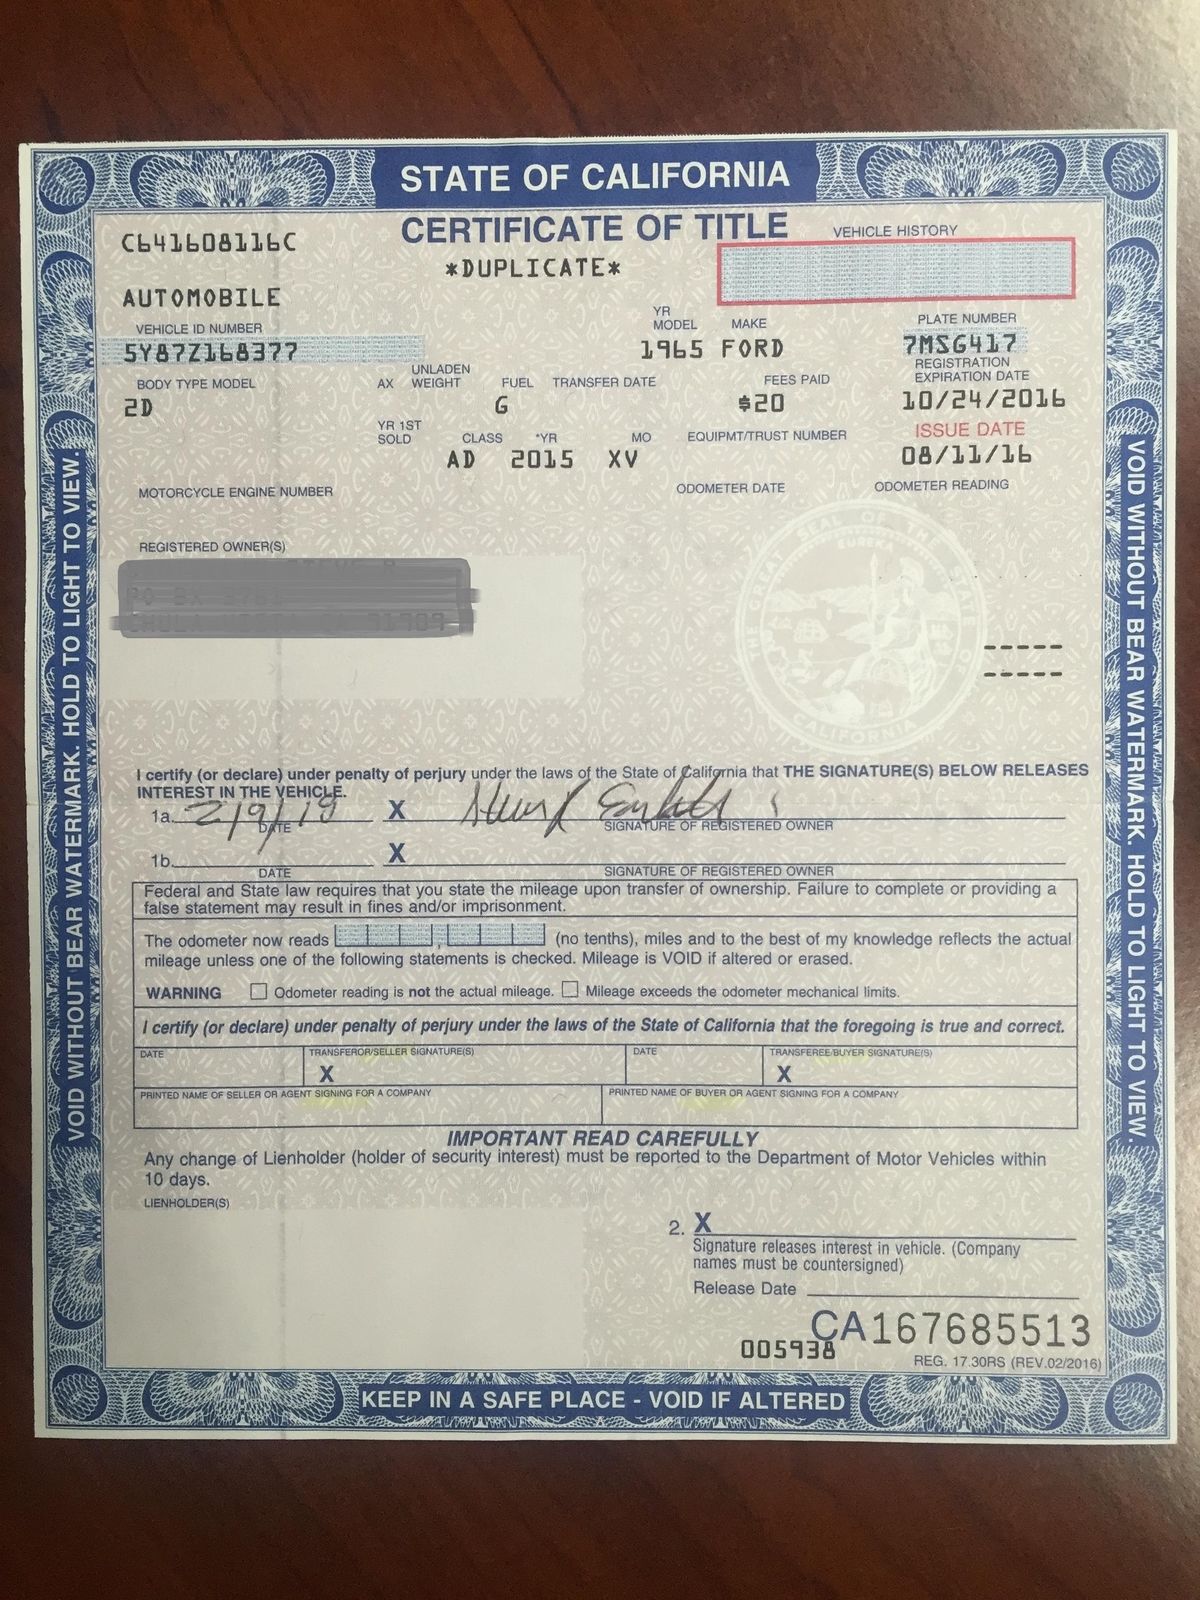 STATE OF CALIFORNIA
CERTIFICATE OF TITLE
C641608116C
*DUPLICATE*
VEHICLE HISTORY
AUTOMOBILE
VEHICLE ID NUMBER
YR MODEL
MAKE
PLATE NUMBER
5Y87Z168377
1965 FORD
7MSG417
BODY TYPE MODEL
AX
UNLADEN WEIGHT
FUEL
TRANSFER DATE
FEES PAID
REGISTRATION EXPIRATION DATE
2D
G
$20
10/24/2016
YR 1ST SOLD
CLASS
*YR
MO
EQUIPMT/TRUST NUMBER
ISSUE DATE
AD 2015 XV
08/11/16
MOTORCYCLE ENGINE NUMBER
ODOMETER DATE
ODOMETER READING
REGISTERED OWNER(S)
I certify (or declare) under penalty of perjury under the laws of the State of California that THE SIGNATURE(S) BELOW RELEASES
INTEREST IN THE VEHICLE.
1a. 2/9/19 X
DATE
SIGNATURE OF REGISTERED OWNER
1b. X
DATE
SIGNATURE OF REGISTERED OWNER
Federal and State law requires that you state the mileage upon transfer of ownership. Failure to complete or providing a
false statement may result in fines and/or imprisonment.
The odometer now reads (no tenths), miles and to the best of my knowledge reflects the actual
mileage unless one of the following statements is checked. Mileage is VOID if altered or erased.
WARNING Odometer reading is not the actual mileage. Mileage exceeds the odometer mechanical limits.
I certify (or declare) under penalty of perjury under the laws of the State of California that the foregoing is true and correct.
DATE
TRANSFEROR/SELLER SIGNATURE(S)
DATE
TRANSFEREE/BUYER SIGNATURE(S)
X
X
PRINTED NAME OF SELLER OR AGENT SIGNING FOR A COMPANY
PRINTED NAME OF BUYER OR AGENT SIGNING FOR A COMPANY
IMPORTANT READ CAREFULLY
Any change of Lienholder (holder of security interest) must be reported to the Department of Motor Vehicles within
10 days.
LIENHOLDER(S)
2. X
Signature releases interest in vehicle. (Company
names must be countersigned)
Release Date
CA167685513
005938
REG. 17.30RS (REV.02/2016)
KEEP IN A SAFE PLACE - VOID IF ALTERED
VOID WITHOUT BEAR WATERMARK. HOLD TO LIGHT TO VIEW.
VOID WITHOUT BEAR WATERMARK. HOLD TO LIGHT TO VIEW.